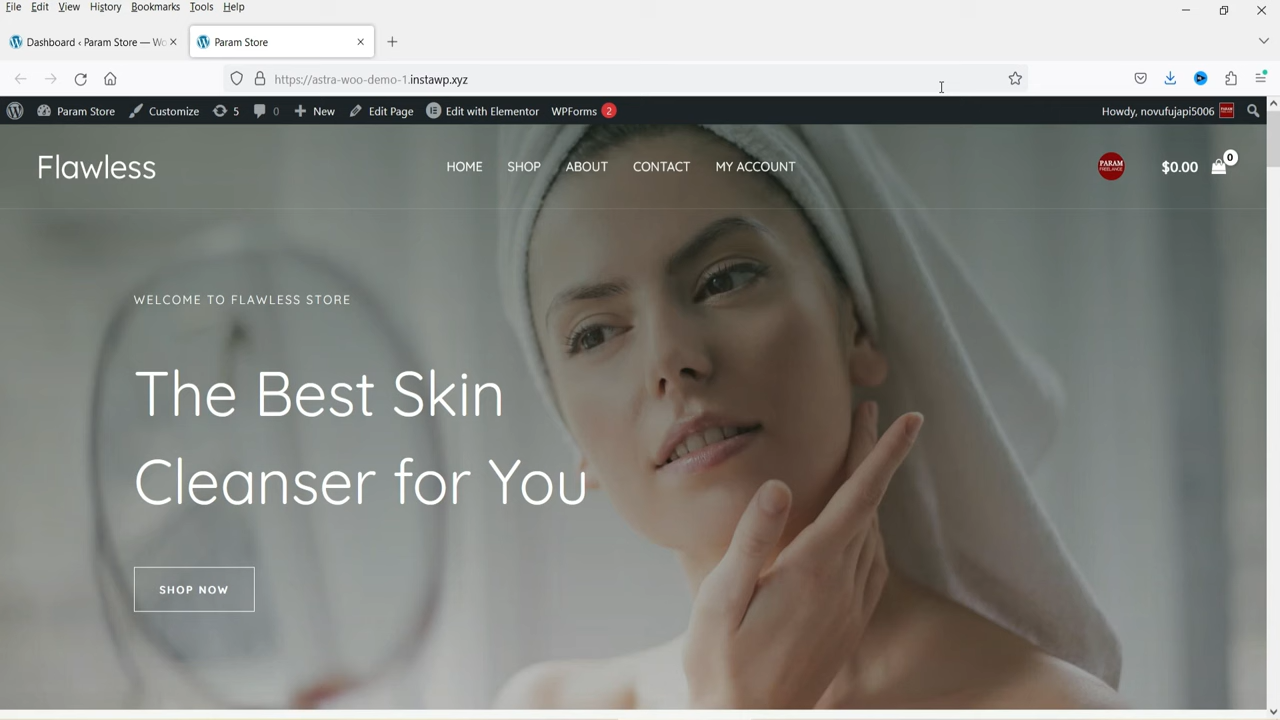 File Edit View History Bookmarks Tools Help
Dashboard ‹ Param Store — Wo
Param Store
https://astra-woo-demo-1.instawp.xyz
Param Store Customize 5 0 New Edit Page Edit with Elementor WPForms 2 Howdy, novufujapi5006
Flawless HOME SHOP ABOUT CONTACT MY ACCOUNT PARAM FREELANCE $0.00 0
WELCOME TO FLAWLESS STORE
The Best Skin
Cleanser for You
SHOP NOW